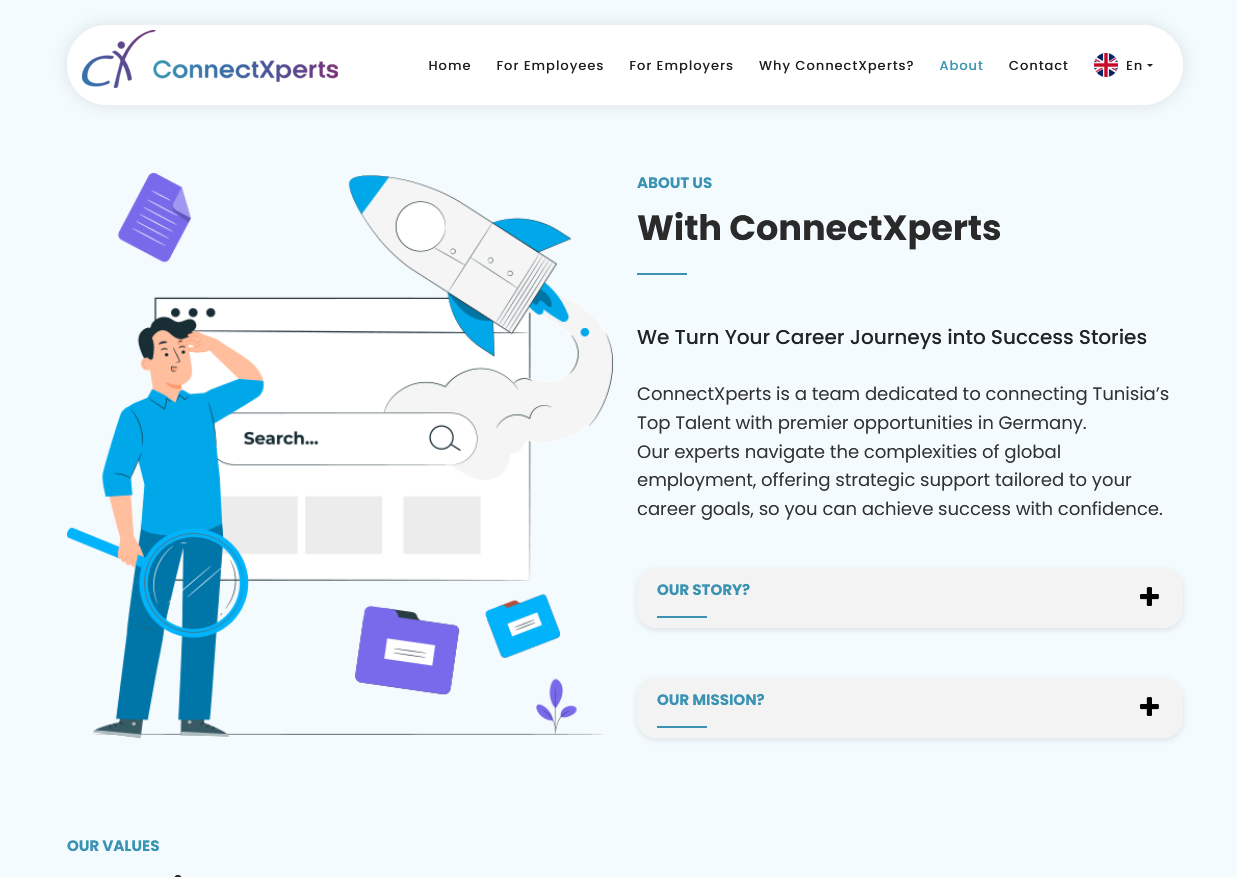 ConnectXperts
Home
For Employees
For Employers
Why ConnectXperts?
About
Contact
En
Search...
ABOUT US
With ConnectXperts
We Turn Your Career Journeys into Success Stories
ConnectXperts is a team dedicated to connecting Tunisia’s
Top Talent with premier opportunities in Germany.
Our experts navigate the complexities of global
employment, offering strategic support tailored to your
career goals, so you can achieve success with confidence.
OUR STORY?
OUR MISSION?
OUR VALUES